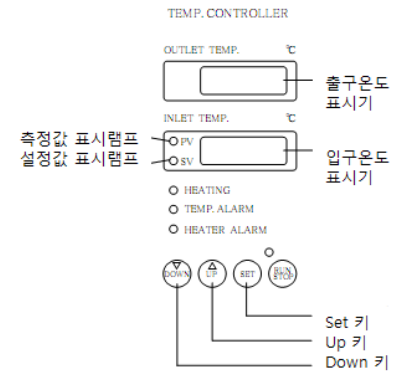 TEMP. CONTROLLER
OUTLET TEMP. ℃
출구온도
표시기
INLET TEMP. ℃
측정값 표시램프
PV
설정값 표시램프
SV
입구온도
표시기
HEATING
TEMP. ALARM
HEATER ALARM
DOWN
UP
SET
RUN
STOP
Set 키
Up 키
Down 키